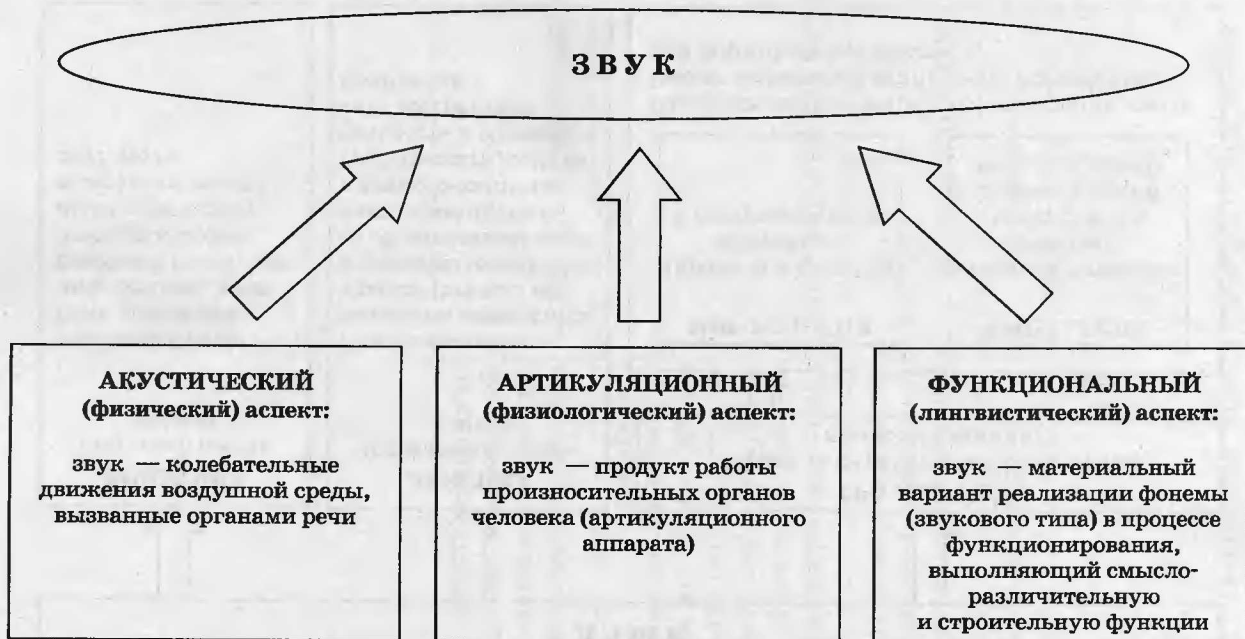 ЗВУК
АКУСТИЧЕСКИЙ
(физический) аспект:
звук — колебательные
движения воздушной среды,
вызванные органами речи
АРТИКУЛЯЦИОННЫЙ
(физиологический) аспект:
звук — продукт работы
произносительных органов
человека (артикуляционного
аппарата)
ФУНКЦИОНАЛЬНЫЙ
(лингвистический) аспект:
звук — материальный
вариант реализации фонемы
(звукового типа) в процессе
функционирования,
выполняющий смысло-
различительную
и строительную функции